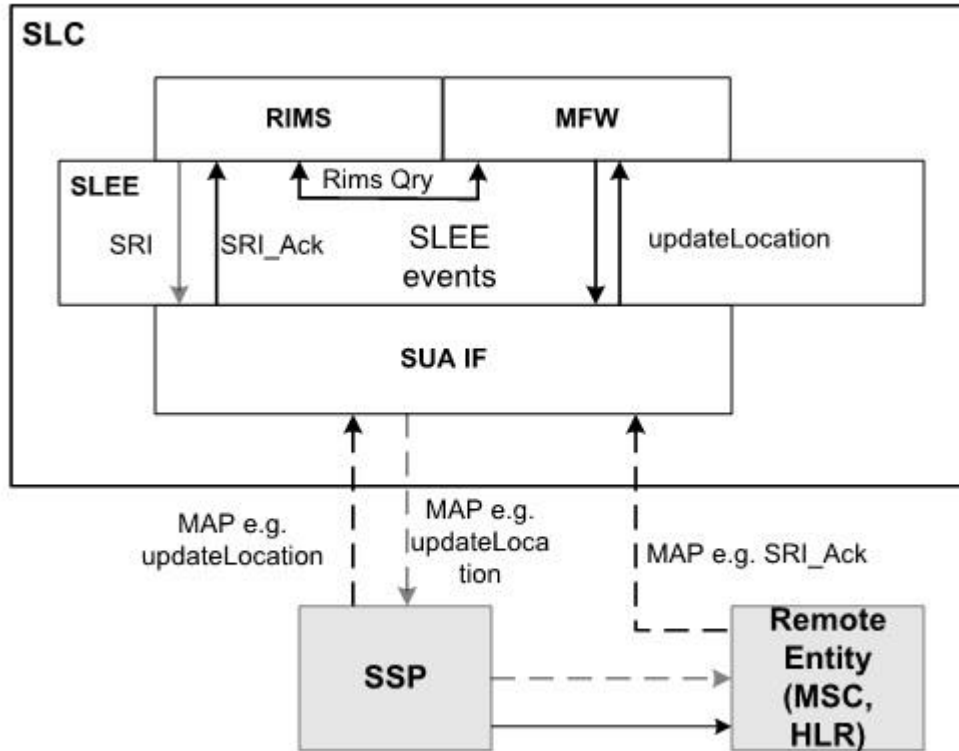 SLC
RIMS
MFW
SLEE
Rims Qry
SRI
SRI_Ack
SLEE
events
updateLocation
SUA IF
MAP e.g.
updateLocation
MAP e.g.
updateLoca
tion
MAP e.g. SRI_Ack
SSP
Remote
Entity
(MSC,
HLR)